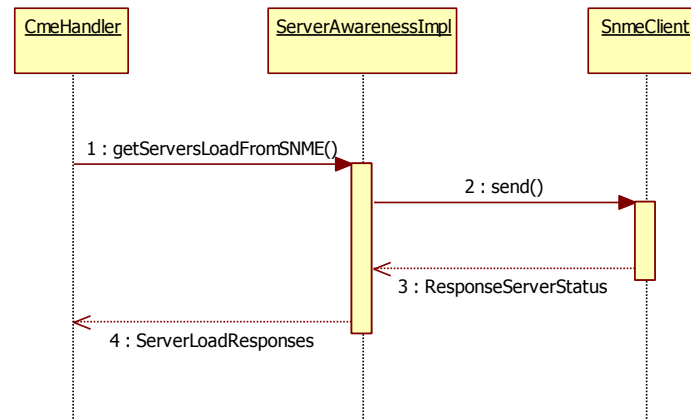 CmeHandler
ServerAwarenessImpl
SnmeClient
1 : getServersLoadFromSNME()
2 : send()
3 : ResponseServerStatus
4 : ServerLoadResponses